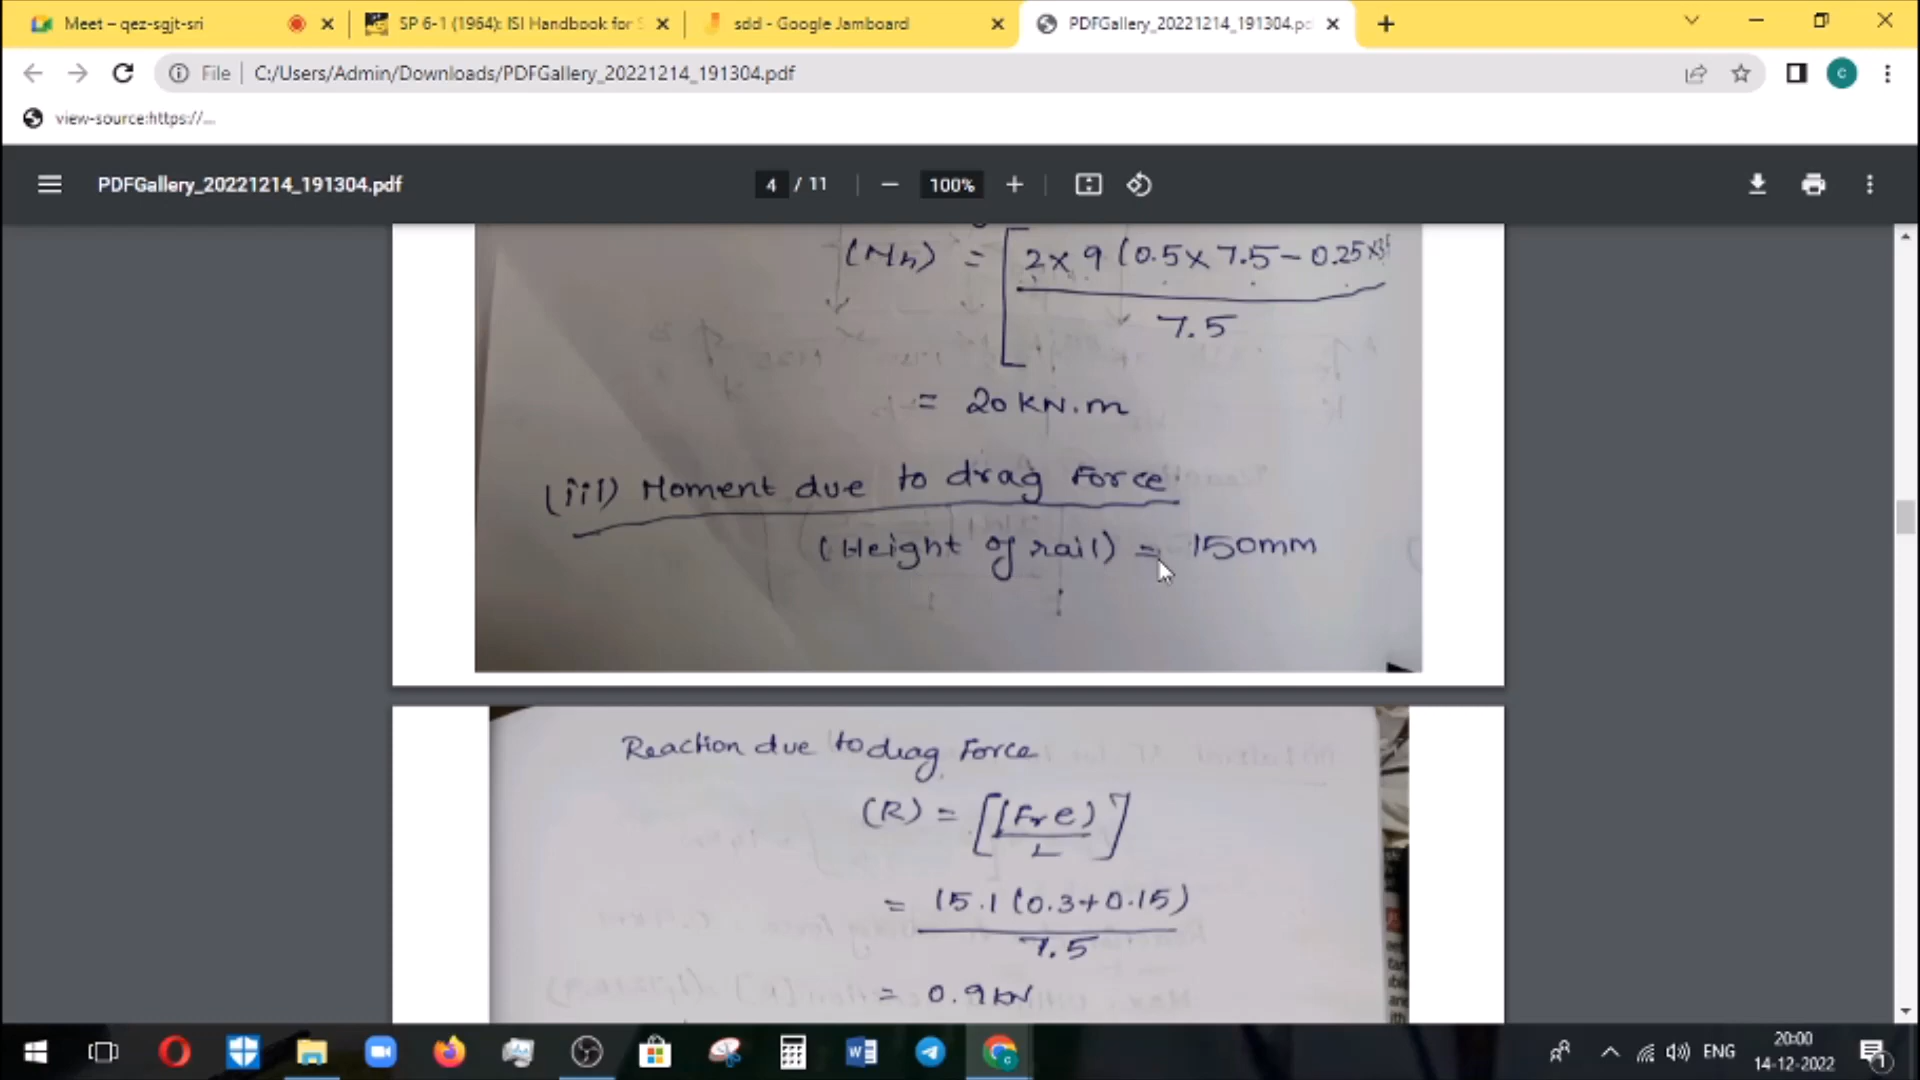 Meet – qez-sgjt-sri
SP 6-1 (1964): ISI Handbook for S
sdd - Google Jamboard
PDFGallery_20221214_191304.pd
File
C:/Users/Admin/Downloads/PDFGallery_20221214_191304.pdf
C
view-source:https://...
PDFGallery_20221214_191304.pdf
4 / 11
100%
(Mh) = [ 2 x 9 (0.5 x 7.5 - 0.25 x
7.5
= 20 KN.m
(iii) Moment due to drag Force
(Height of rail) = 150mm
Reaction due to drag Force
(R) = [(Fr e)
L ]
= 15.1 (0.3+0.15)
7.5
= 0.9 kN
ENG
20:00
14-12-2022
1